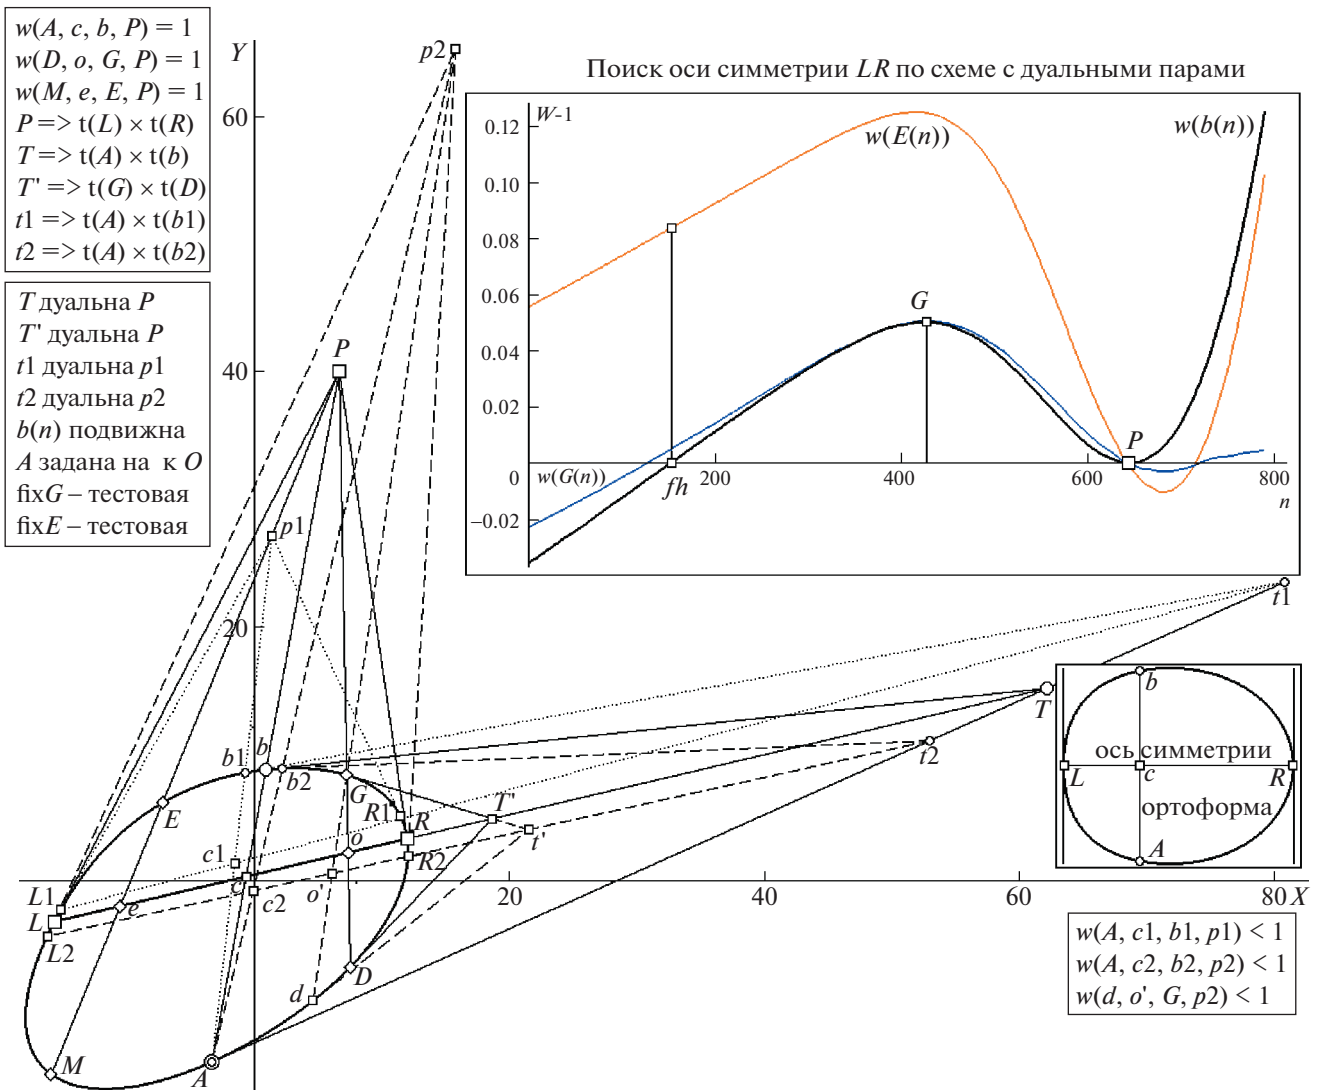 w(A, c, b, P) = 1
w(D, o, G, P) = 1
w(M, e, E, P) = 1
P => t(L) × t(R)
T => t(A) × t(b)
T' => t(G) × t(D)
t1 => t(A) × t(b1)
t2 => t(A) × t(b2)
T дуальна P
T' дуальна P
t1 дуальна p1
t2 дуальна p2
b(n) подвижна
A задана на к O
fixG – тестовая
fixE – тестовая
Y
p2
60
P
40
p1
20
Поиск оси симметрии LR по схеме с дуальными парами
W-1
0.12
w(E(n))
w(b(n))
0.10
0.08
0.06
G
0.04
0.02
P
0
w(G(n))
fh
200
400
600
800
n
–0.02
t1
T
t2
b
ось симметрии
L
c
R
ортоформа
A
b1
b
b2
G
E
R1
T'
R
t'
c1
o
R2
c
c2
o'
L1
L
e
L2
20
40
60
80
X
D
d
M
A
w(A, c1, b1, p1) < 1
w(A, c2, b2, p2) < 1
w(d, o', G, p2) < 1